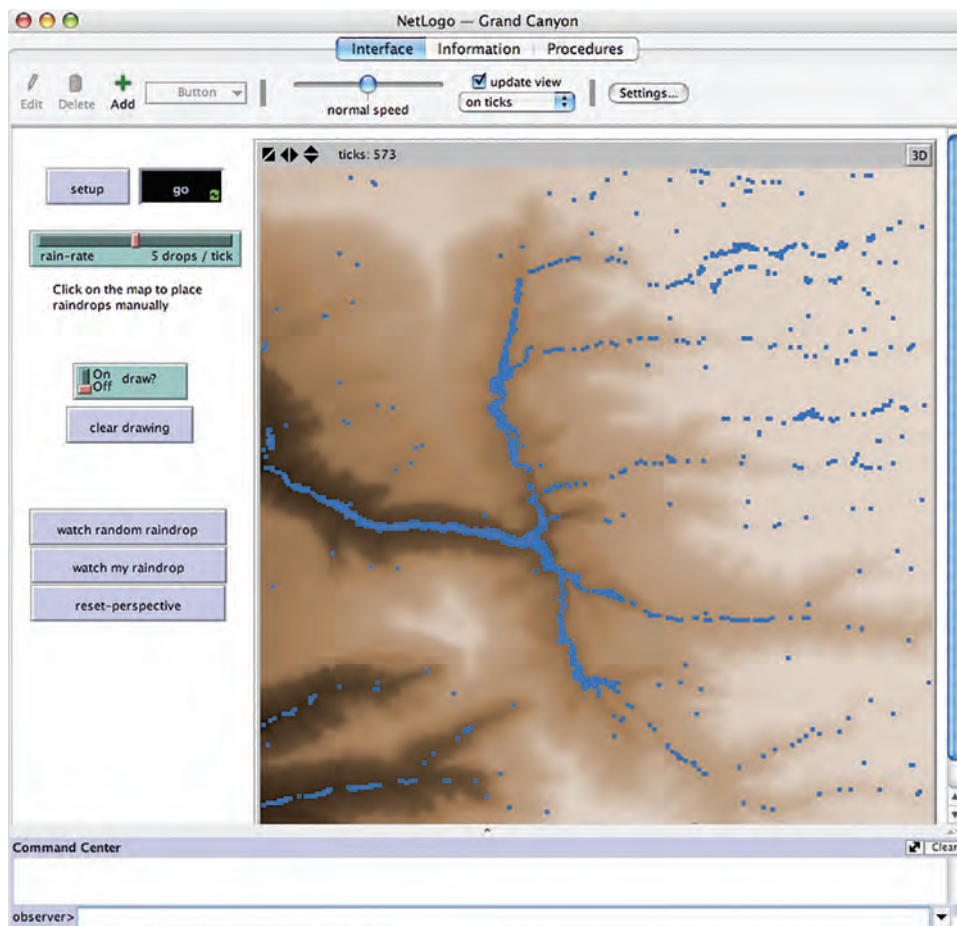 NetLogo — Grand Canyon
Interface Information Procedures
Edit Delete Add Button normal speed update view on ticks Settings...
ticks: 573 3D
setup go
rain-rate 5 drops / tick
Click on the map to place
raindrops manually
On
Off draw?
clear drawing
watch random raindrop
watch my raindrop
reset-perspective
Command Center Clear
observer>